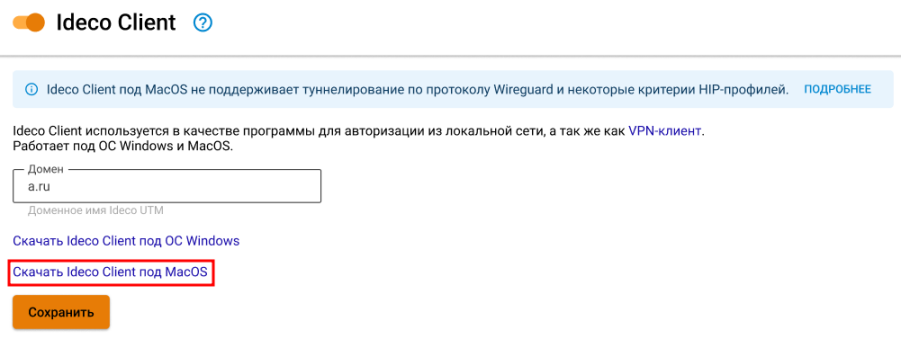 Ideco Client ?
Ideco Client под MacOS не поддерживает туннелирование по протоколу Wireguard и некоторые критерии HIP-профилей. ПОДРОБНЕЕ
Ideco Client используется в качестве программы для авторизации из локальной сети, а так же как VPN-клиент.
Работает под ОС Windows и MacOS.
Домен
a.ru
Доменное имя Ideco UTM
Скачать Ideco Client под ОС Windows
Скачать Ideco Client под MacOS
Сохранить